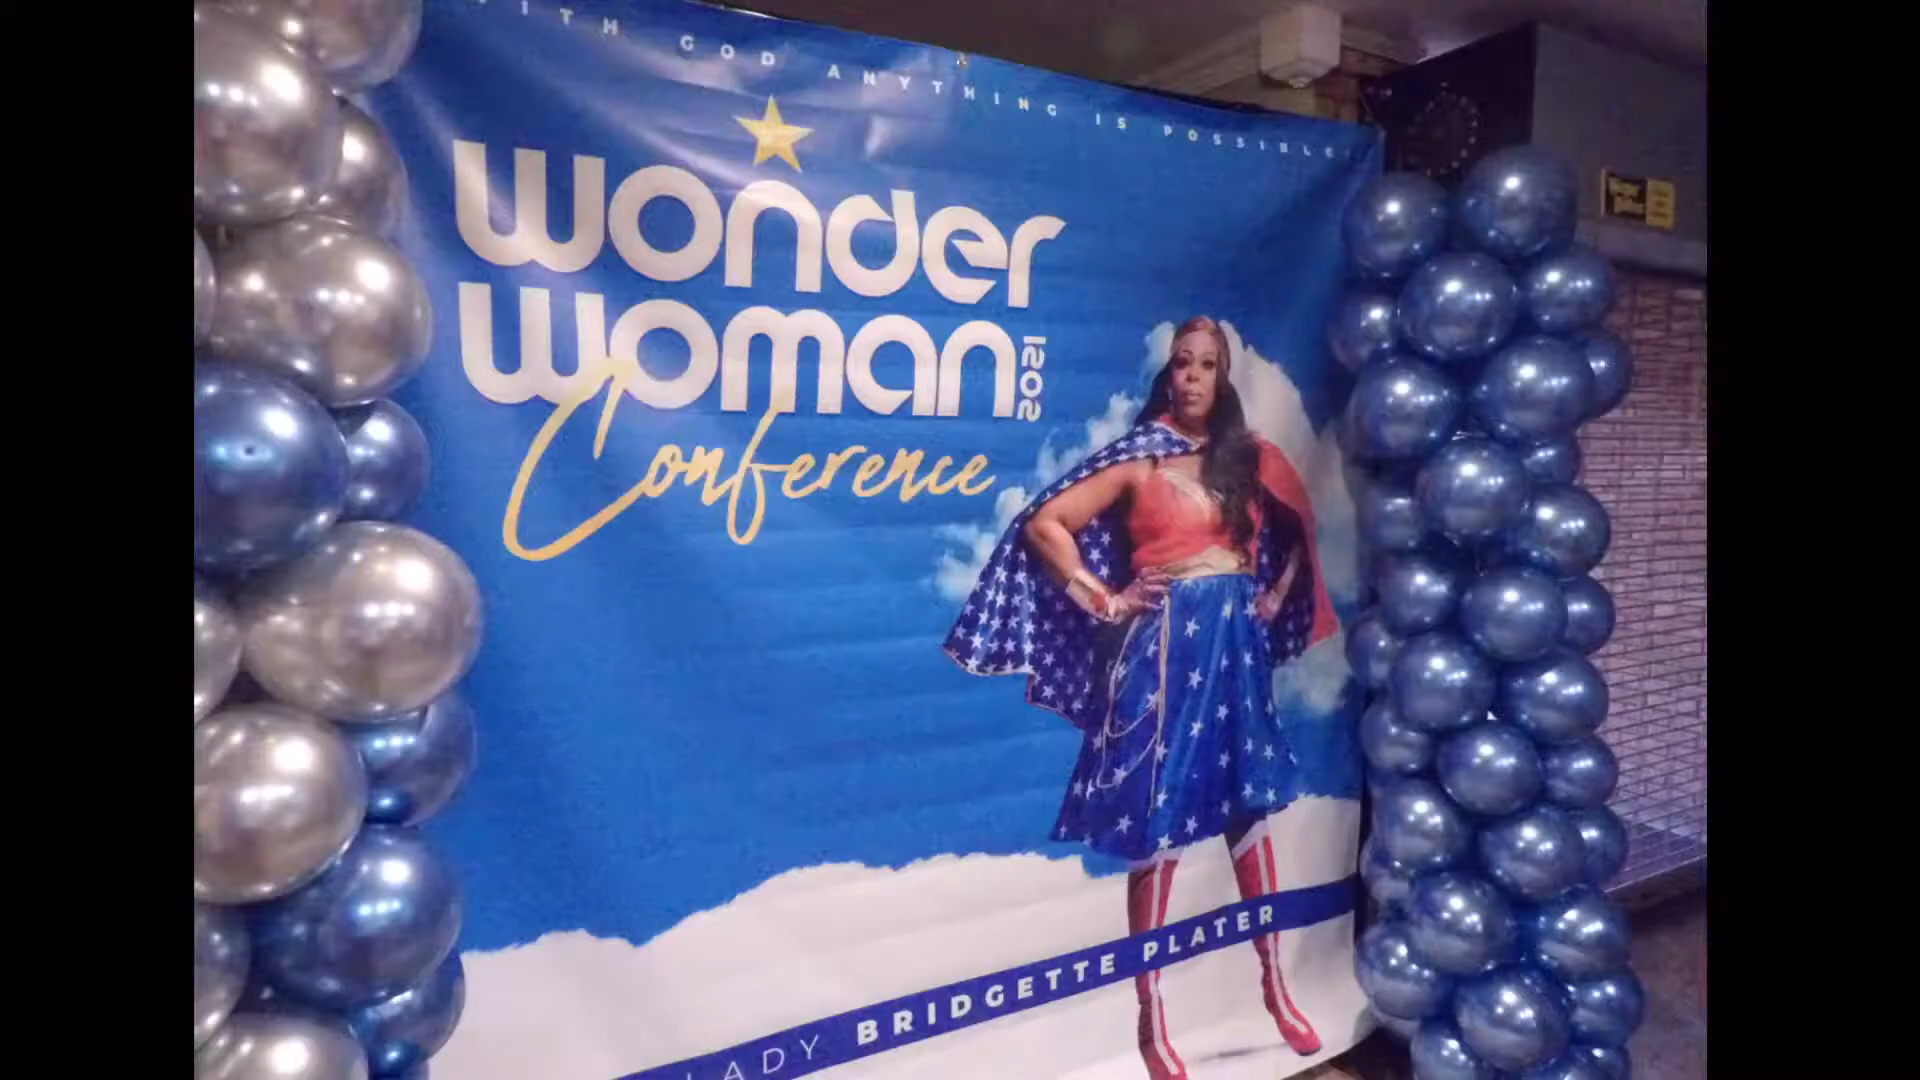 WITH GOD ANYTHING IS POSSIBLE
wonder
woman
2021
Conference
LADY BRIDGETTE PLATER